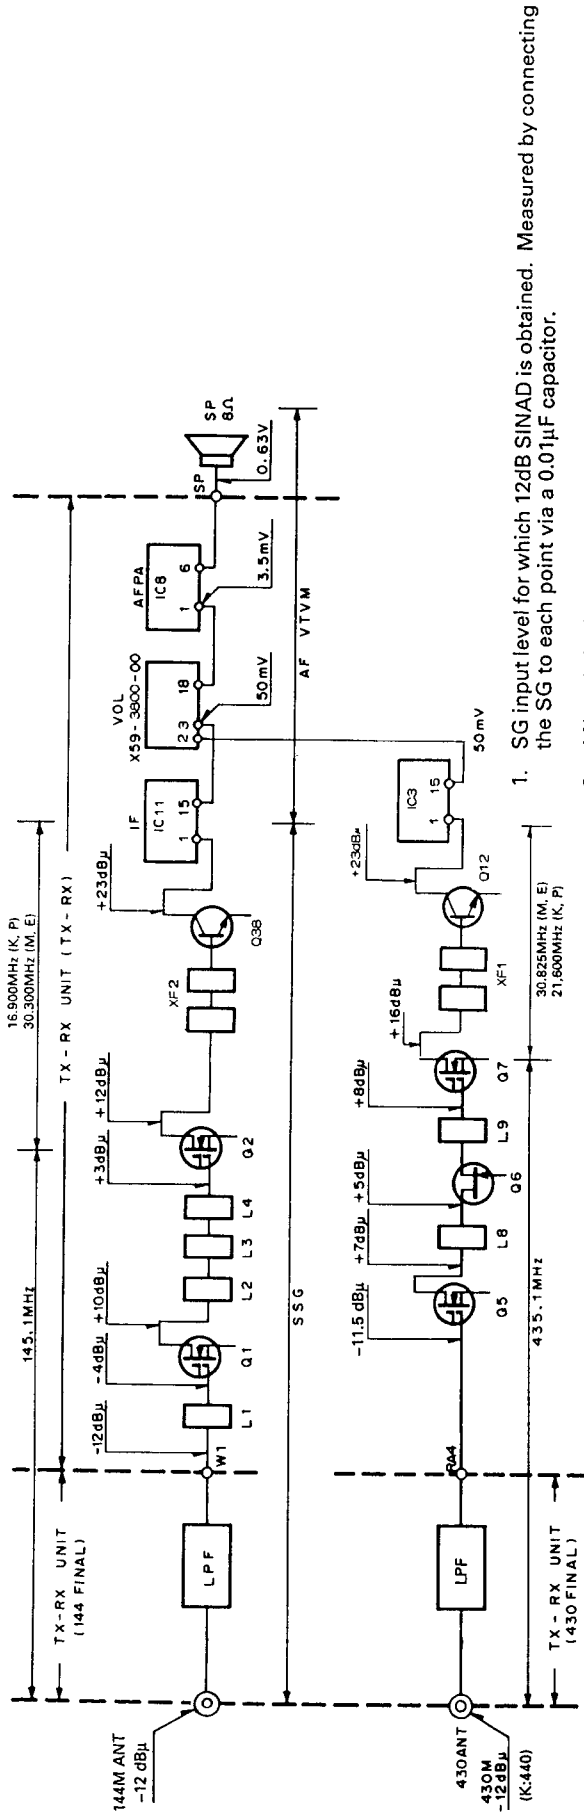 16.800MHz (K, P)
30.300MHz (M, E)
145.1MHz
TX-RX UNIT
(144 FINAL)
TX-RX UNIT (TX-RX)
144M ANT
-12dBμ
LPF
W1
-12dBμ
L1
-4dBμ
Q1
+10dBμ
L2
L3
L4
+3dBμ
Q2
+12dBμ
XF2
Q38
+23dBμ
IF
IC11
1
15
VOL
X59-3800-00
2
3
18
50mV
AFPA
IC8
1
6
3.5mV
SP
0.63V
SP
8Ω
SSG
AF VTVM
430ANT
430M
-12dBμ
(K:440)
LPF
RA4
-11.5dBμ
Q5
+7dBμ
L8
+5dBμ
Q6
L9
+8dBμ
Q7
+16dBμ
XF1
Q12
+23dBμ
IC3
1
15
50mV
TX-RX UNIT
(430 FINAL)
435.1MHz
30.825MHz (M, E)
21.600MHz (K, P)
1. SG input level for which 12dB SINAD is obtained. Measured by connecting
the SG to each point via a 0.01μF capacitor.